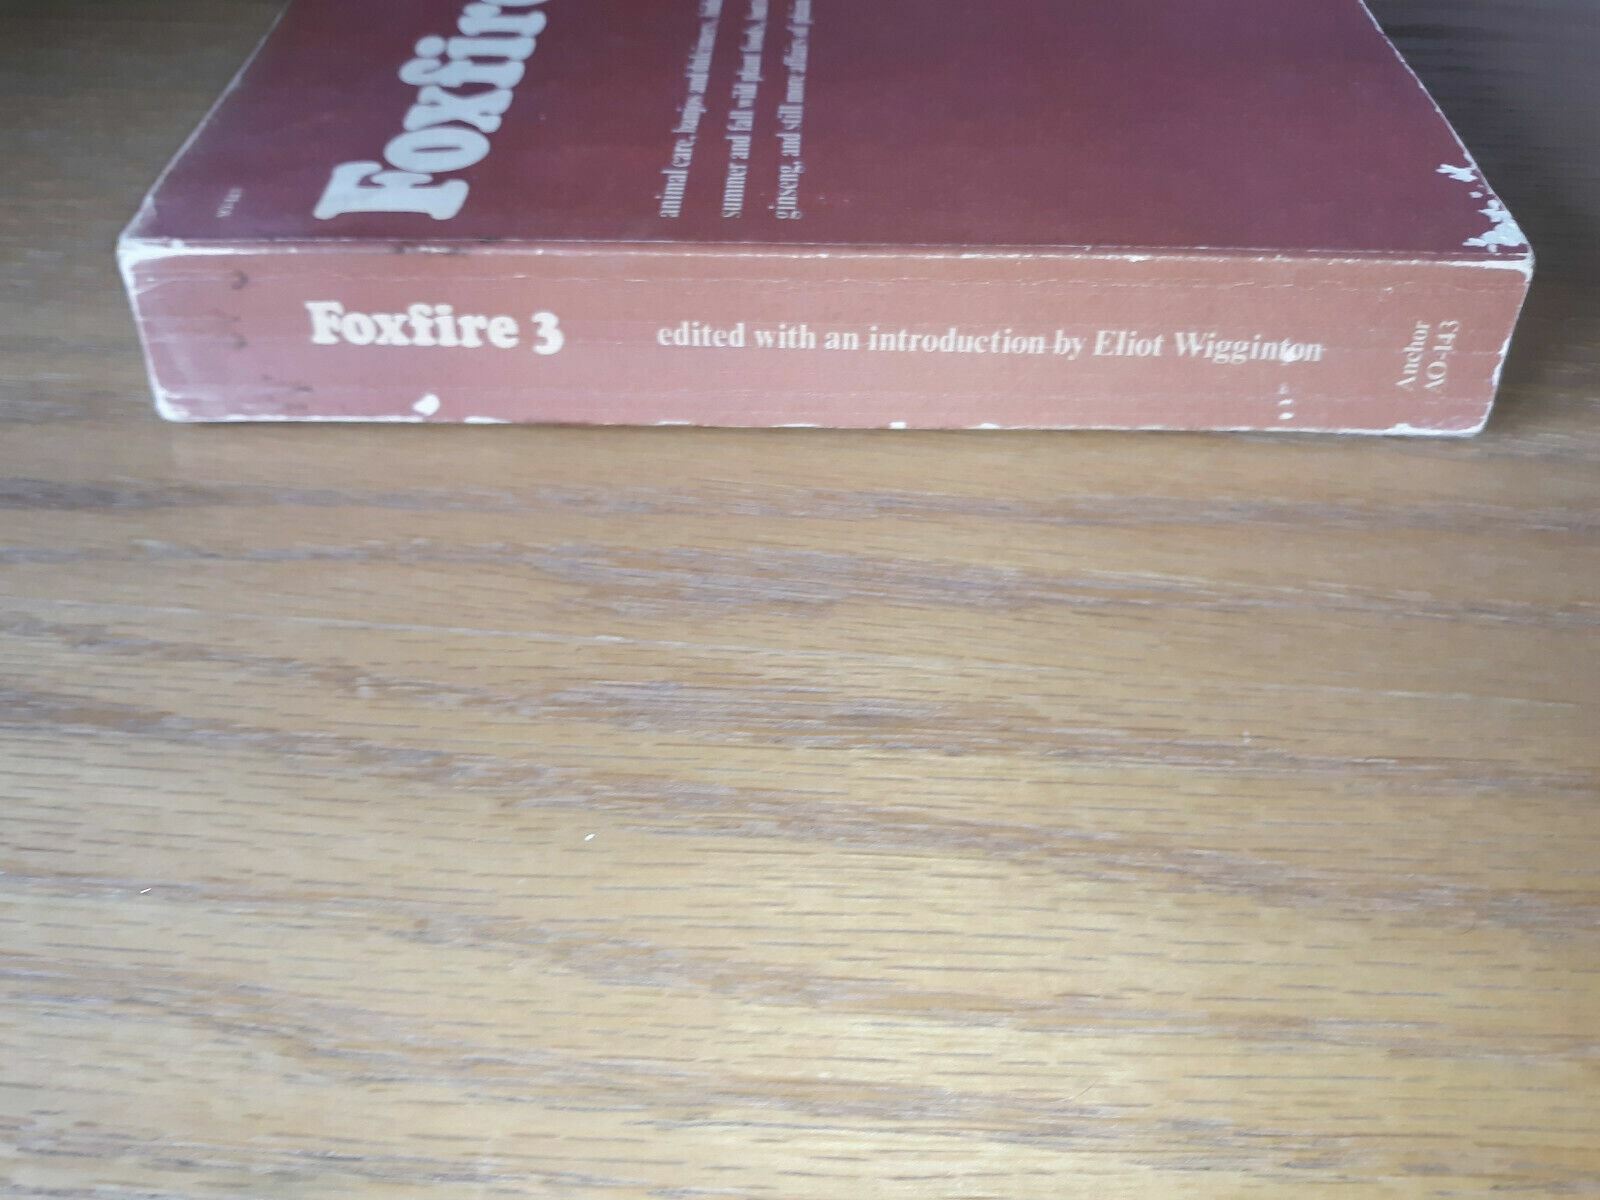 Foxfire
animal care, banjos and dulcimers,
summer and fall wild plant foods,
ginseng, and still more affairs of plain
Foxfire 3 edited with an introduction by Eliot Wigginton
Anchor
AO-143